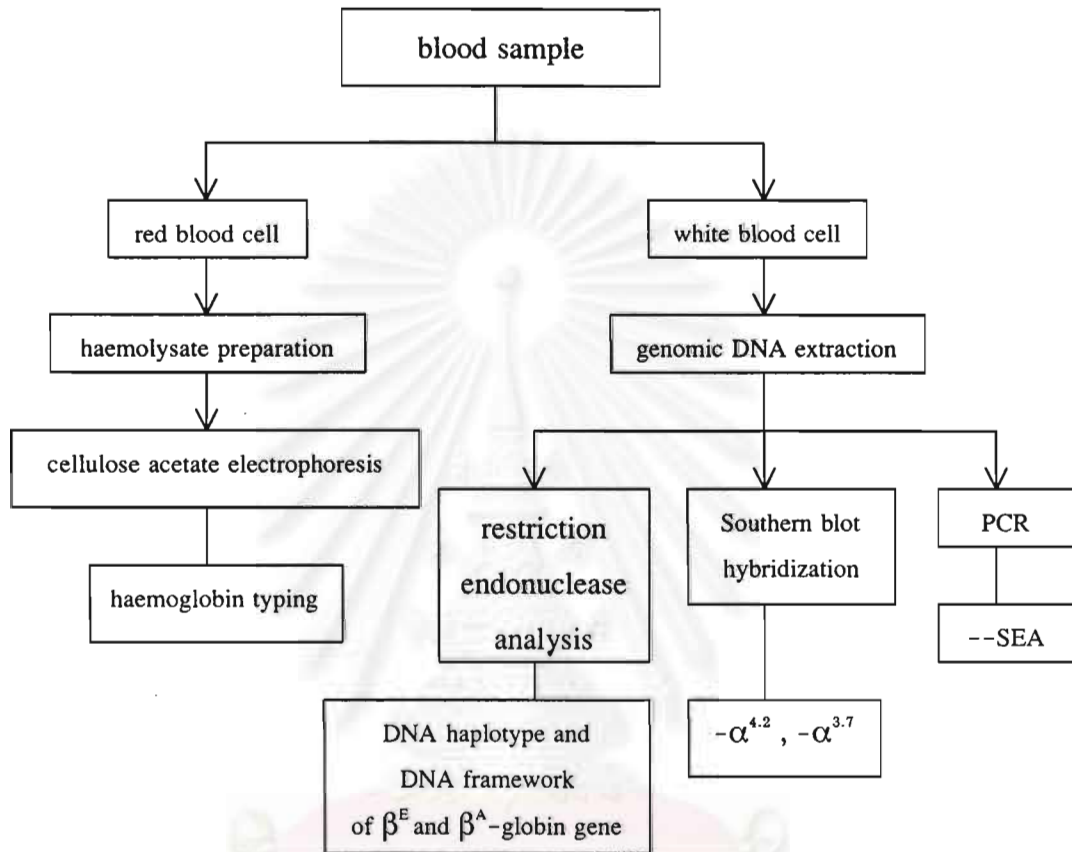 blood sample
red blood cell
white blood cell
haemolysate preparation
genomic DNA extraction
cellulose acetate electrophoresis
haemoglobin typing
restriction
endonuclease
analysis
Southern blot
hybridization
PCR
--SEA
DNA haplotype and
DNA framework
of β^E and β^A-globin gene
-α^4.2 , -α^3.7